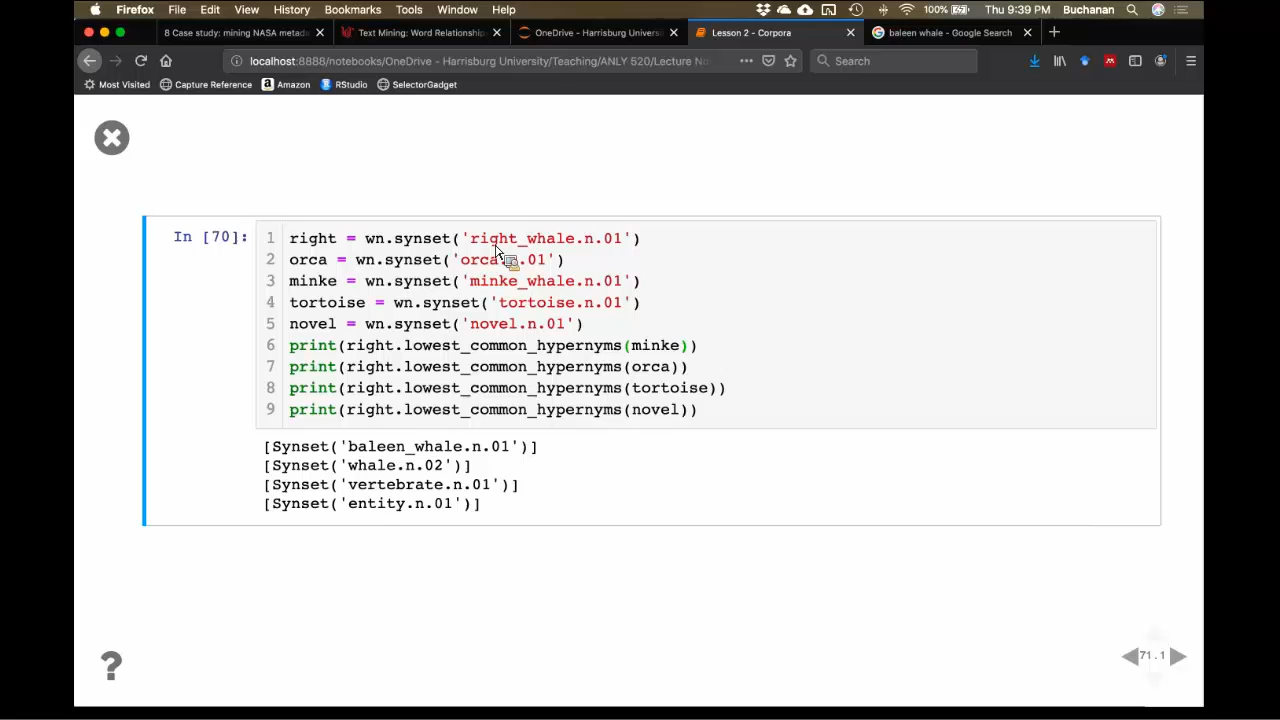 Firefox File Edit View History Bookmarks Tools Window Help 100% Thu 9:39 PM Buchanan
8 Case study: mining NASA metad Text Mining: Word Relationship OneDrive - Harrisburg Universi Lesson 2 - Corpora baleen whale - Google Search
localhost:8888/notebooks/OneDrive - Harrisburg University/Teaching/ANLY 520/Lecture No Search
Most Visited Capture Reference Amazon RStudio SelectorGadget
In [70]:
1 right = wn.synset('right_whale.n.01')
2 orca = wn.synset('orca .01')
3 minke = wn.synset('minke_whale.n.01')
4 tortoise = wn.synset('tortoise.n.01')
5 novel = wn.synset('novel.n.01')
6 print(right.lowest_common_hypernyms(minke))
7 print(right.lowest_common_hypernyms(orca))
8 print(right.lowest_common_hypernyms(tortoise))
9 print(right.lowest_common_hypernyms(novel))
[Synset('baleen_whale.n.01')]
[Synset('whale.n.02')]
[Synset('vertebrate.n.01')]
[Synset('entity.n.01')]
?
71.1